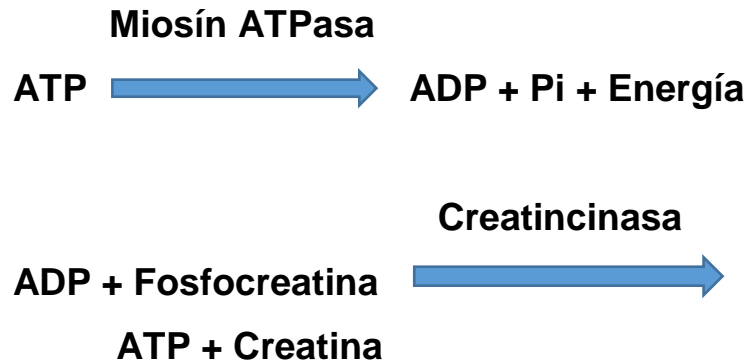 Miosín ATPasa
ATP ADP + Pi + Energía
Creatincinasa
ADP + Fosfocreatina
ATP + Creatina